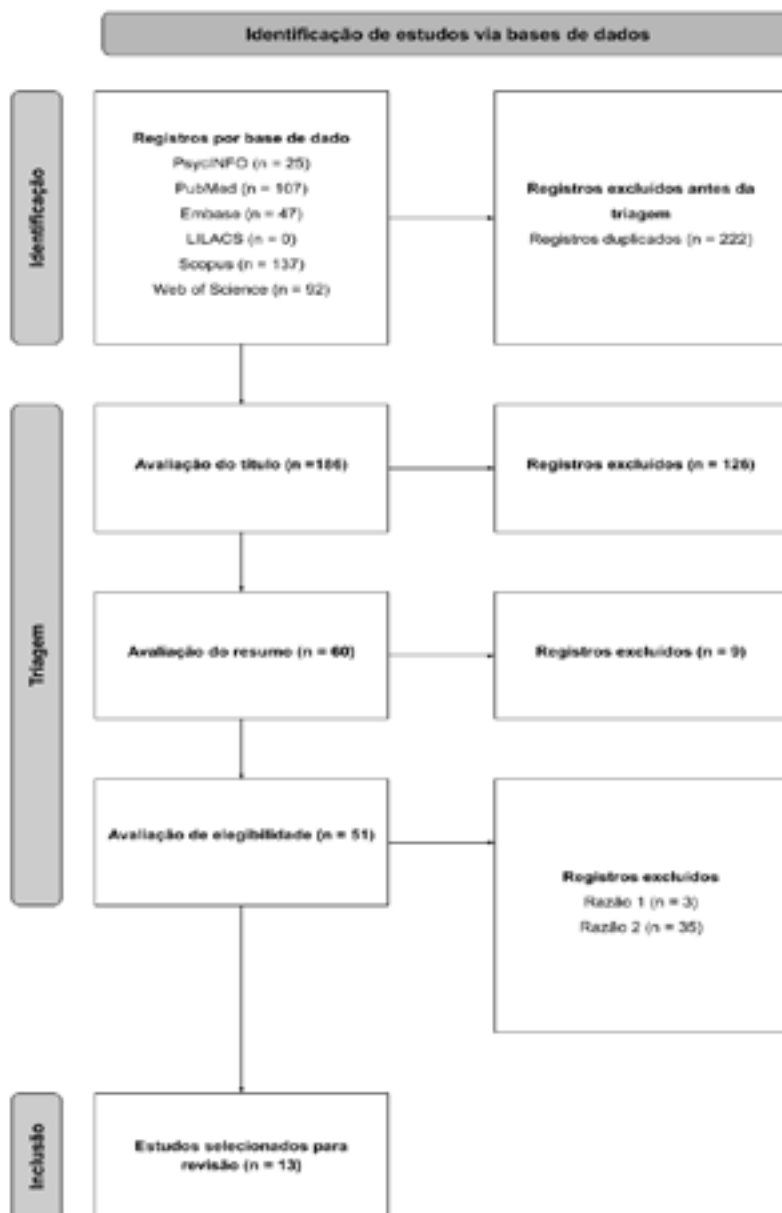 Identificação de estudos via bases de dados
Identificação
Registros por base de dado
PsycINFO (n = 25)
PubMed (n = 107)
Embase (n = 47)
LILACS (n = 0)
Scopus (n = 137)
Web of Science (n = 92)
Registros excluídos antes da
triagem
Registros duplicados (n = 222)
Triagem
Avaliação do título (n =186)
Registros excluídos (n = 126)
Avaliação do resumo (n = 60)
Registros excluídos (n = 9)
Avaliação de elegibilidade (n = 51)
Registros excluídos
Razão 1 (n = 3)
Razão 2 (n = 35)
Inclusão
Estudos selecionados para
revisão (n = 13)